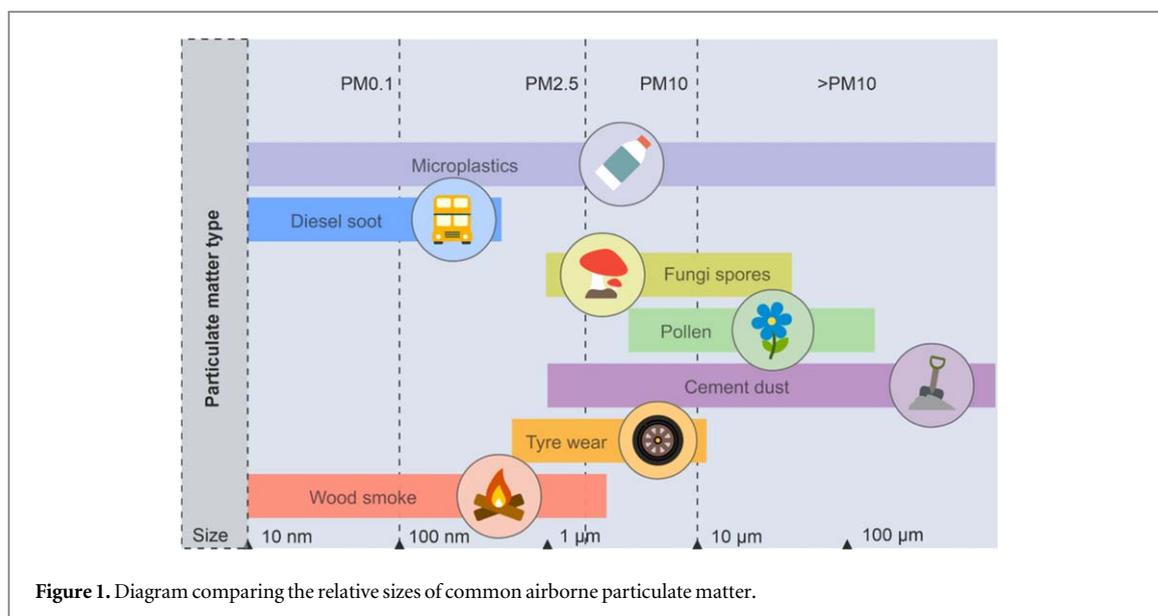 PM0.1 PM2.5 PM10 >PM10
Microplastics
Diesel soot
Fungi spores
Pollen
Cement dust
Tyre wear
Wood smoke
Particulate matter type
Size 10 nm 100 nm 1 µm 10 µm 100 µm
Figure 1. Diagram comparing the relative sizes of common airborne particulate matter.